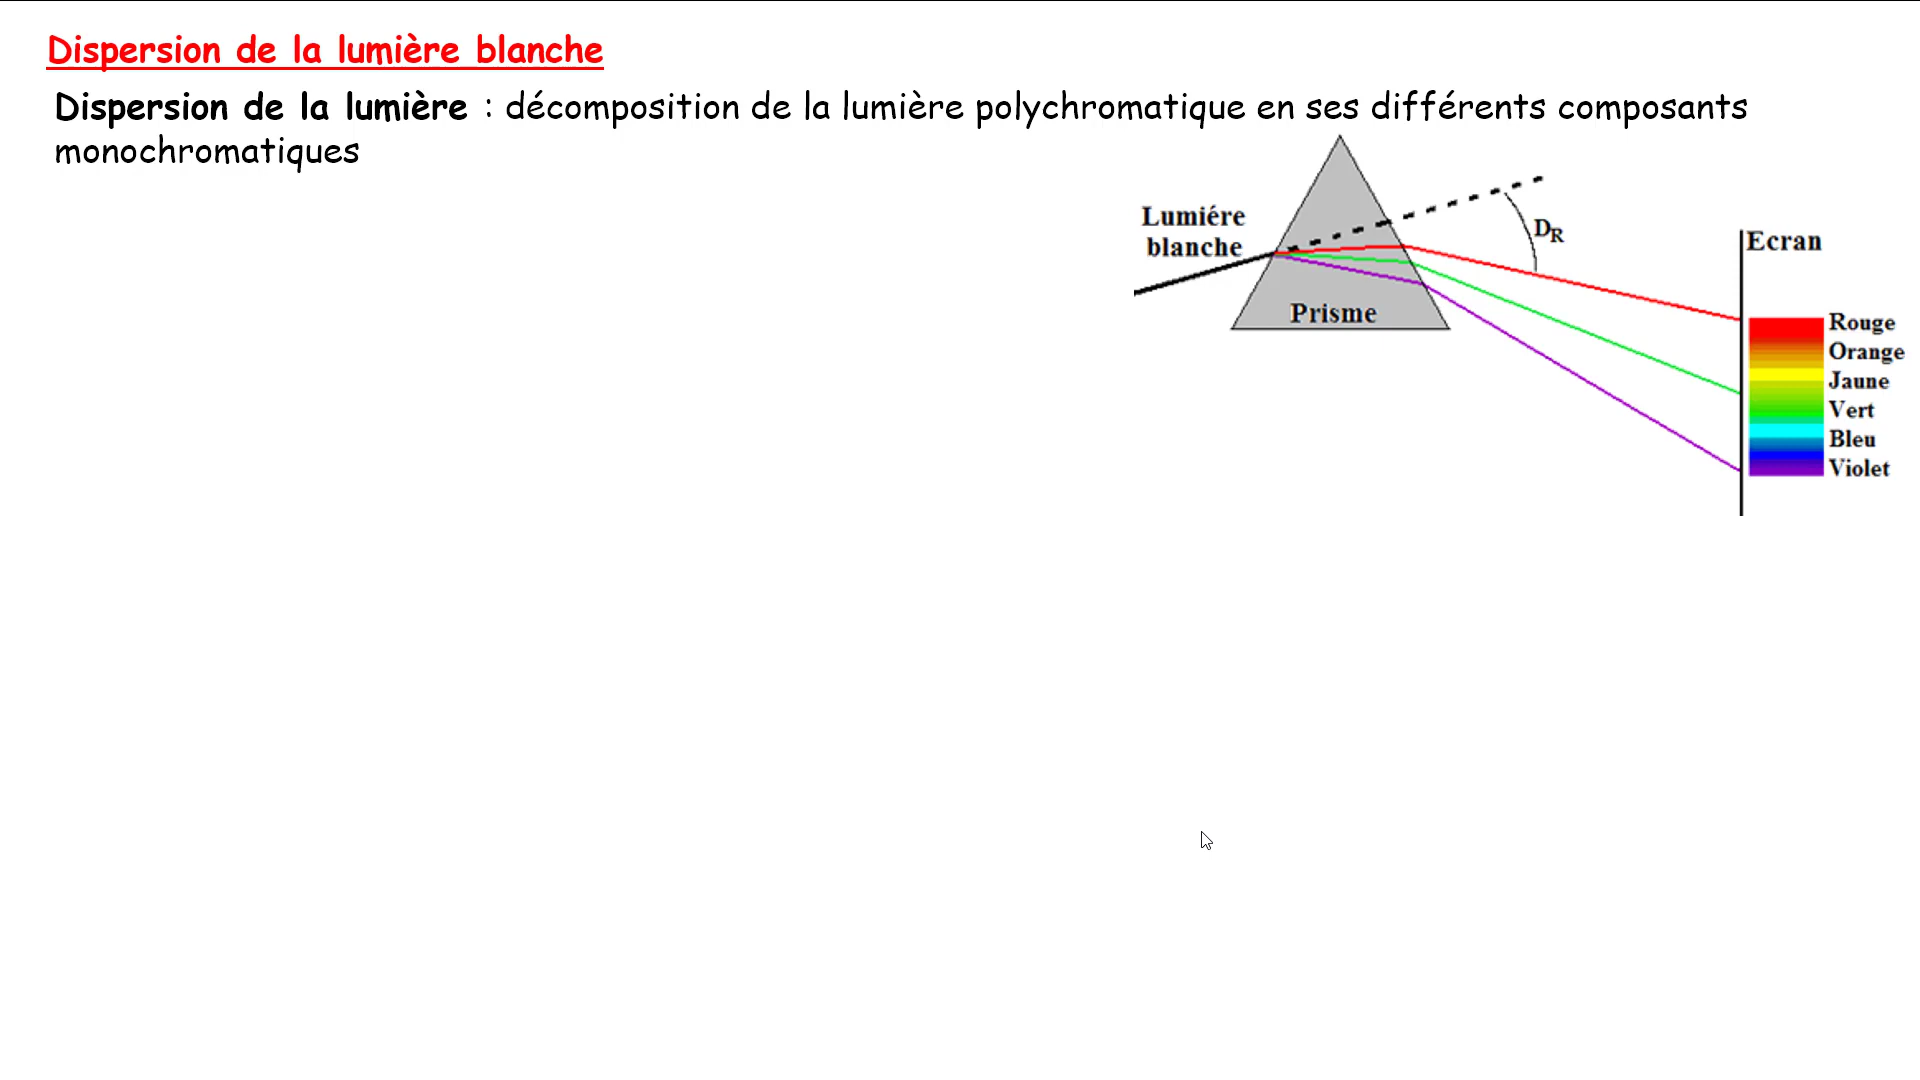 Dispersion de la lumière blanche
Dispersion de la lumière : décomposition de la lumière polychromatique en ses différents composants
monochromatiques
Lumiére
blanche
Prisme
DR
Ecran
Rouge
Orange
Jaune
Vert
Bleu
Violet